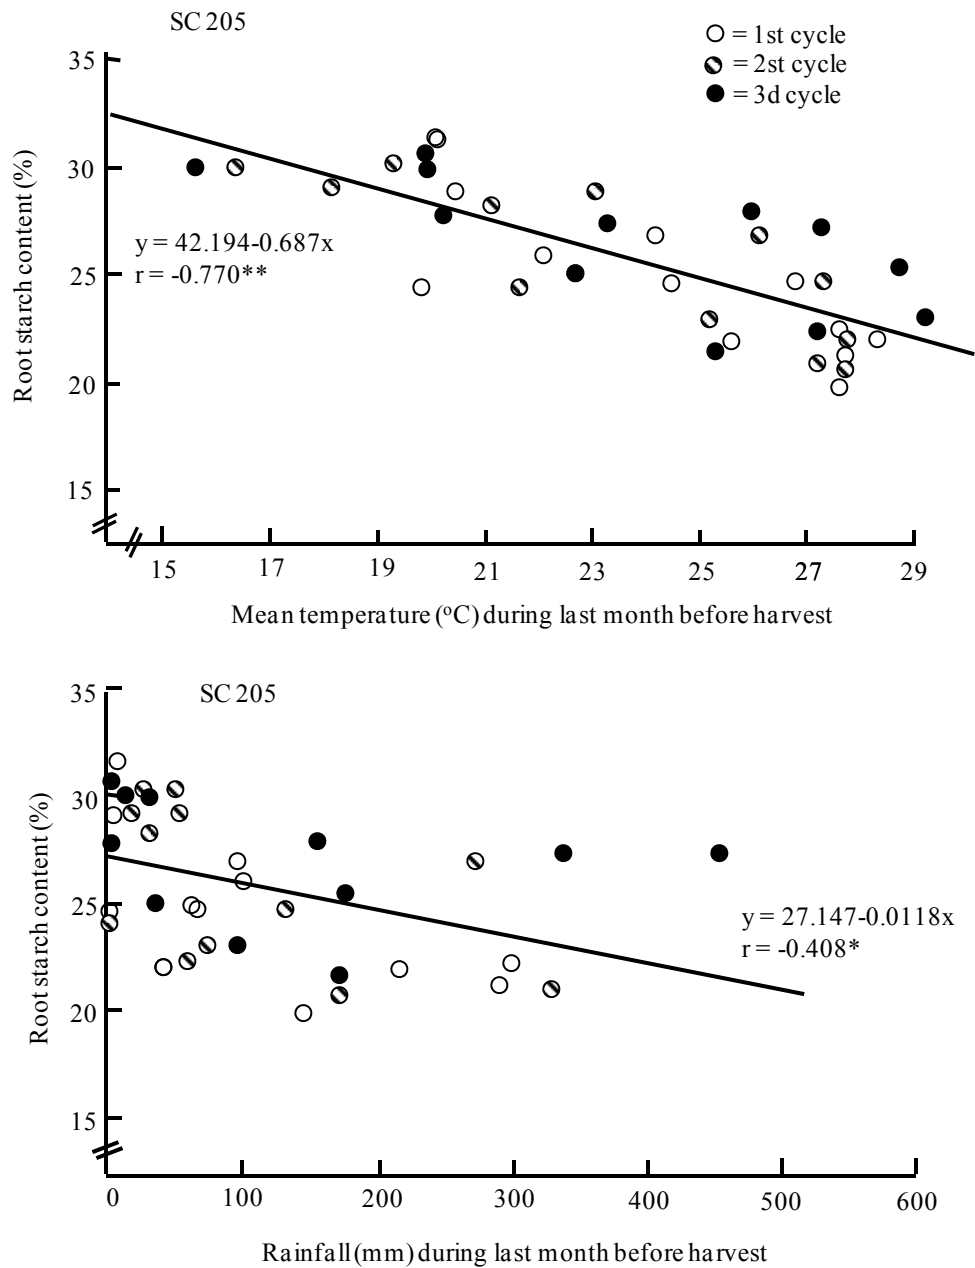 SC 205
= 1st cycle
= 2st cycle
= 3d cycle
35
30
25
20
15
Root starch content (%)
y = 42.194-0.687x
r = -0.770**
15 17 19 21 23 25 27 29
Mean temperature (°C) during last month before harvest
SC 205
35
30
25
20
15
Root starch content (%)
y = 27.147-0.0118x
r = -0.408*
0 100 200 300 400 500 600
Rainfall (mm) during last month before harvest